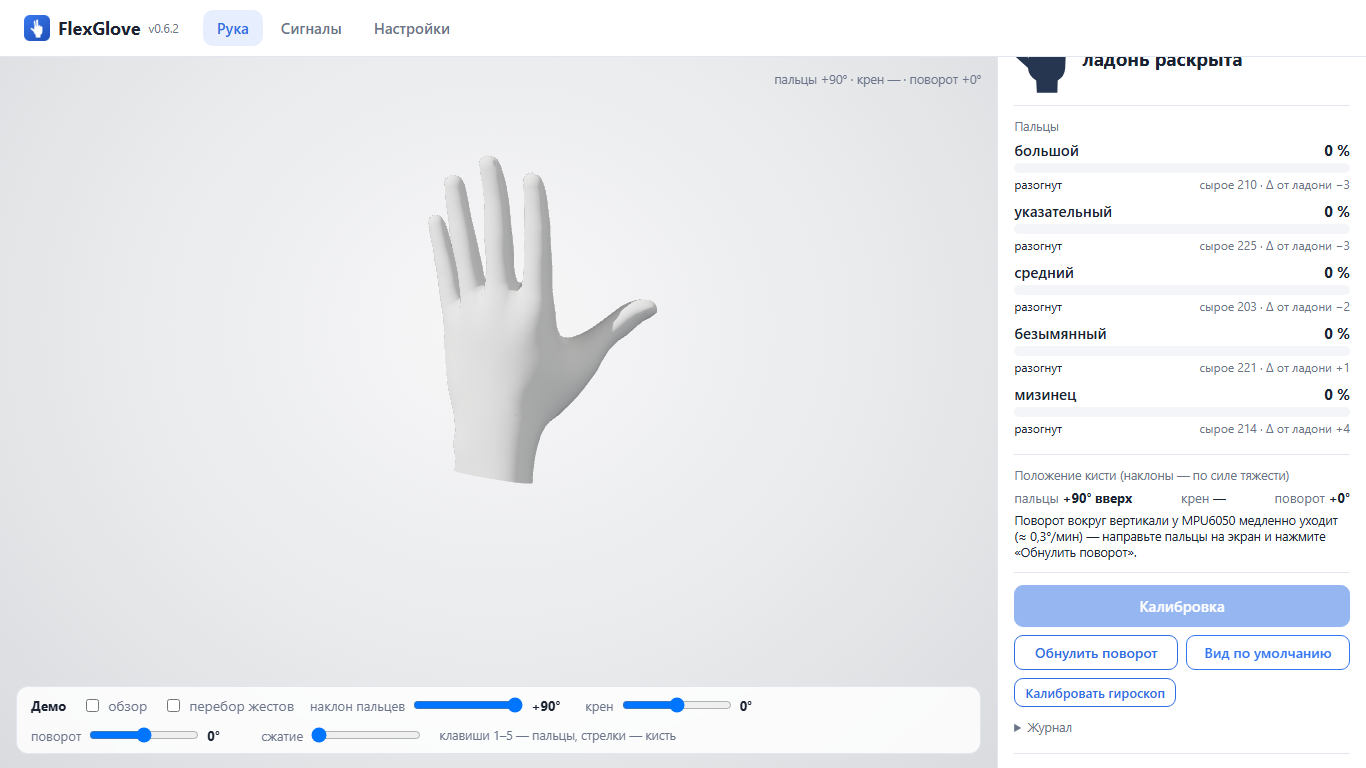 FlexGlove v0.6.2 Рука Сигналы Настройки
пальцы +90° · крен — · поворот +0°
ладонь раскрыта
Пальцы
большой 0 %
разогнут сырое 210 · Δ от ладони −3
указательный 0 %
разогнут сырое 225 · Δ от ладони −3
средний 0 %
разогнут сырое 203 · Δ от ладони −2
безымянный 0 %
разогнут сырое 221 · Δ от ладони +1
мизинец 0 %
разогнут сырое 214 · Δ от ладони +4
Положение кисти (наклоны — по силе тяжести)
пальцы +90° вверх крен — поворот +0°
Поворот вокруг вертикали у MPU6050 медленно уходит
(≈ 0,3°/мин) — направьте пальцы на экран и нажмите
«Обнулить поворот».
Калибровка
Обнулить поворот Вид по умолчанию
Калибровать гироскоп
Журнал
Демо обзор перебор жестов наклон пальцев +90° крен 0°
поворот 0° сжатие клавиши 1–5 — пальцы, стрелки — кисть